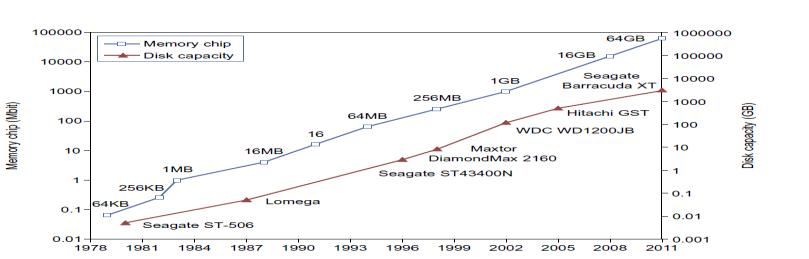 Memory chip
Disk capacity
100000
10000
1000
100
10
1
0.1
0.01
Memory chip (Mbit)
1000000
100000
10000
1000
100
10
1
0.1
0.01
0.001
Disk capacity (GB)
64KB
256KB
1MB
16MB
16
64MB
256MB
1GB
16GB
64GB
Seagate ST-506
Lomega
Seagate ST43400N
Maxtor
DiamondMax 2160
WDC WD1200JB
Hitachi GST
Seagate
Barracuda XT
1978 1981 1984 1987 1990 1993 1996 1999 2002 2005 2008 2011